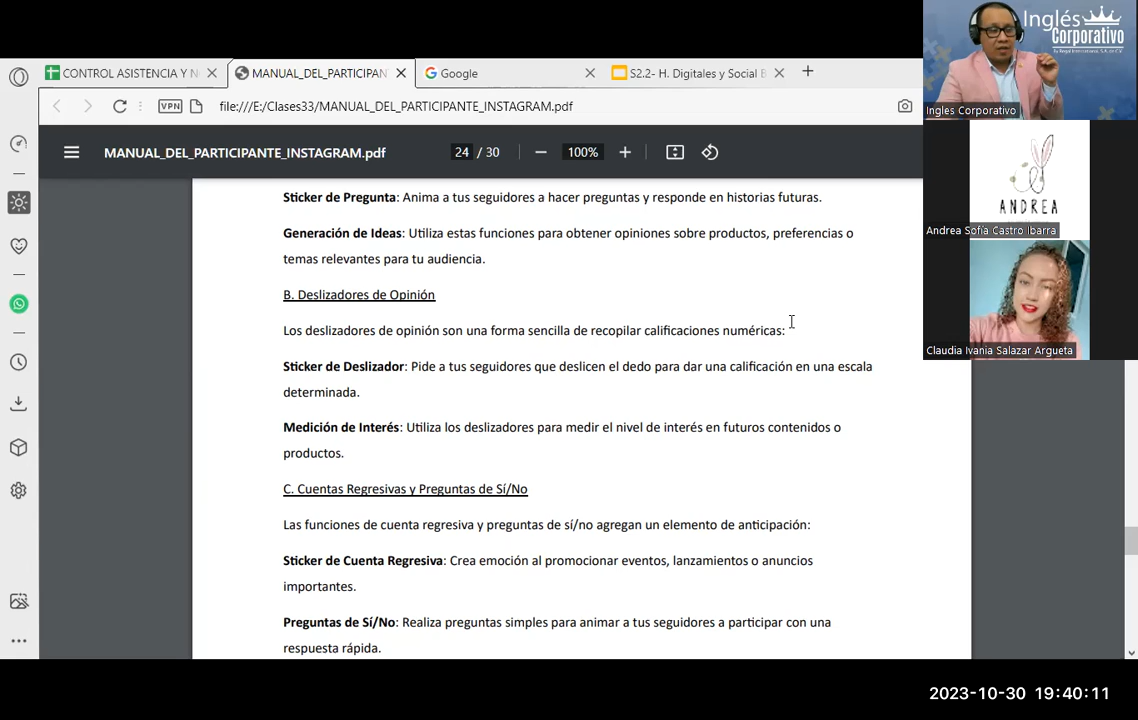 Inglés
Corporativo
By Regal International, S.A. de C.V.
CONTROL ASISTENCIA Y N
MANUAL_DEL_PARTICIPAN
Google
S2.2- H. Digitales y Social B
VPN
file:///E:/Clases33/MANUAL_DEL_PARTICIPANTE_INSTAGRAM.pdf
Ingles Corporativo
MANUAL_DEL_PARTICIPANTE_INSTAGRAM.pdf
24 / 30
100%
ANDREA
Andrea Sofía Castro Ibarra
Sticker de Pregunta: Anima a tus seguidores a hacer preguntas y responde en historias futuras.
Generación de Ideas: Utiliza estas funciones para obtener opiniones sobre productos, preferencias o
temas relevantes para tu audiencia.
B. Deslizadores de Opinión
Los deslizadores de opinión son una forma sencilla de recopilar calificaciones numéricas:
Claudia Ivania Salazar Argueta
Sticker de Deslizador: Pide a tus seguidores que deslicen el dedo para dar una calificación en una escala
determinada.
Medición de Interés: Utiliza los deslizadores para medir el nivel de interés en futuros contenidos o
productos.
C. Cuentas Regresivas y Preguntas de Sí/No
Las funciones de cuenta regresiva y preguntas de sí/no agregan un elemento de anticipación:
Sticker de Cuenta Regresiva: Crea emoción al promocionar eventos, lanzamientos o anuncios
importantes.
Preguntas de Sí/No: Realiza preguntas simples para animar a tus seguidores a participar con una
respuesta rápida.
2023-10-30 19:40:11